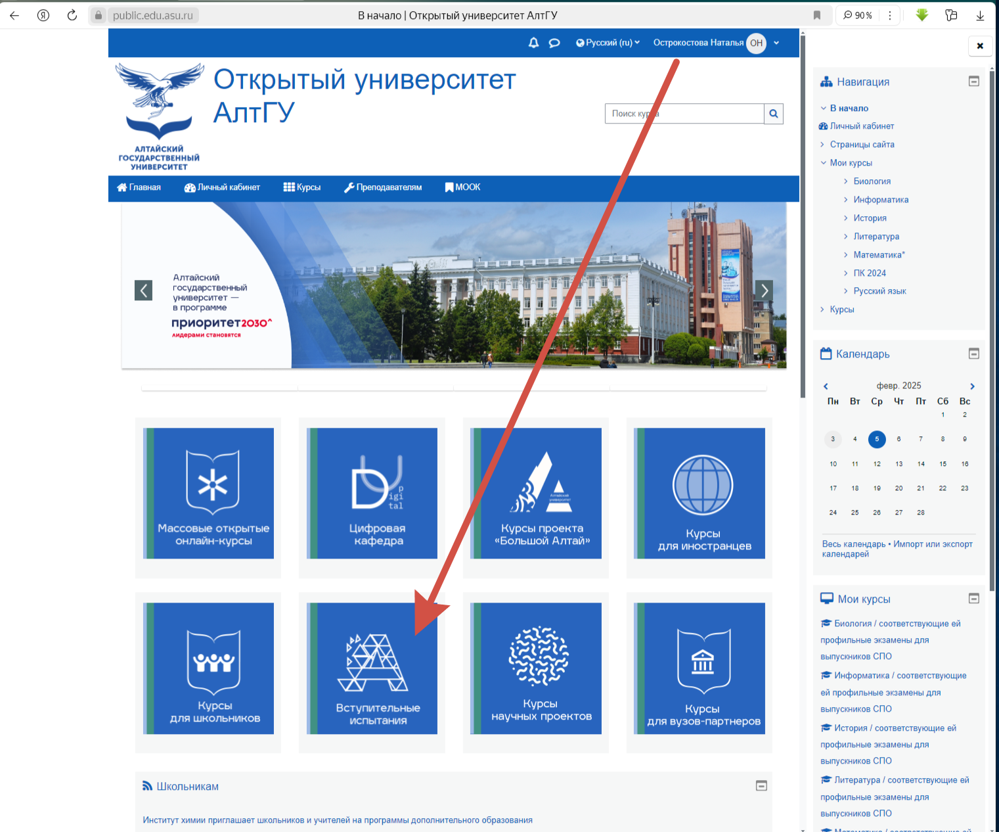 public.edu.asu.ru
В начало | Открытый университет АлтГУ
90 %
Русский (ru)
Острокостова Наталья
ОН
Открытый университет
АлтГУ
АЛТАЙСКИЙ
ГОСУДАРСТВЕННЫЙ
УНИВЕРСИТЕТ
Поиск курса
Главная
Личный кабинет
Курсы
Преподавателям
МООК
Алтайский
государственный
университет —
в программе
приоритет2030^
лидерами становятся
Массовые открытые
онлайн-курсы
Digital
Цифровая
кафедра
Алтайский
университет
Курсы проекта
«Большой Алтай»
Курсы
для иностранцев
Курсы
для школьников
Вступительные
испытания
Курсы
научных проектов
Курсы
для вузов-партнеров
Школьникам
Институт химии приглашает школьников и учителей на программы дополнительного образования
Навигация
В начало
Личный кабинет
Страницы сайта
Мои курсы
Биология
Информатика
История
Литература
Математика*
ПК 2024
Русский язык
Курсы
Календарь
февр. 2025
Пн Вт Ср Чт Пт Сб Вс
1 2
3 4 5 6 7 8 9
10 11 12 13 14 15 16
17 18 19 20 21 22 23
24 25 26 27 28
Весь календарь • Импорт или экспорт
календарей
Мои курсы
Биология / соответствующие ей
профильные экзамены для
выпускников СПО
Информатика / соответствующие
ей профильные экзамены для
выпускников СПО
История / соответствующие ей
профильные экзамены для
выпускников СПО
Литература / соответствующие ей
профильные экзамены для
выпускников СПО
Математика / соответствующие ей